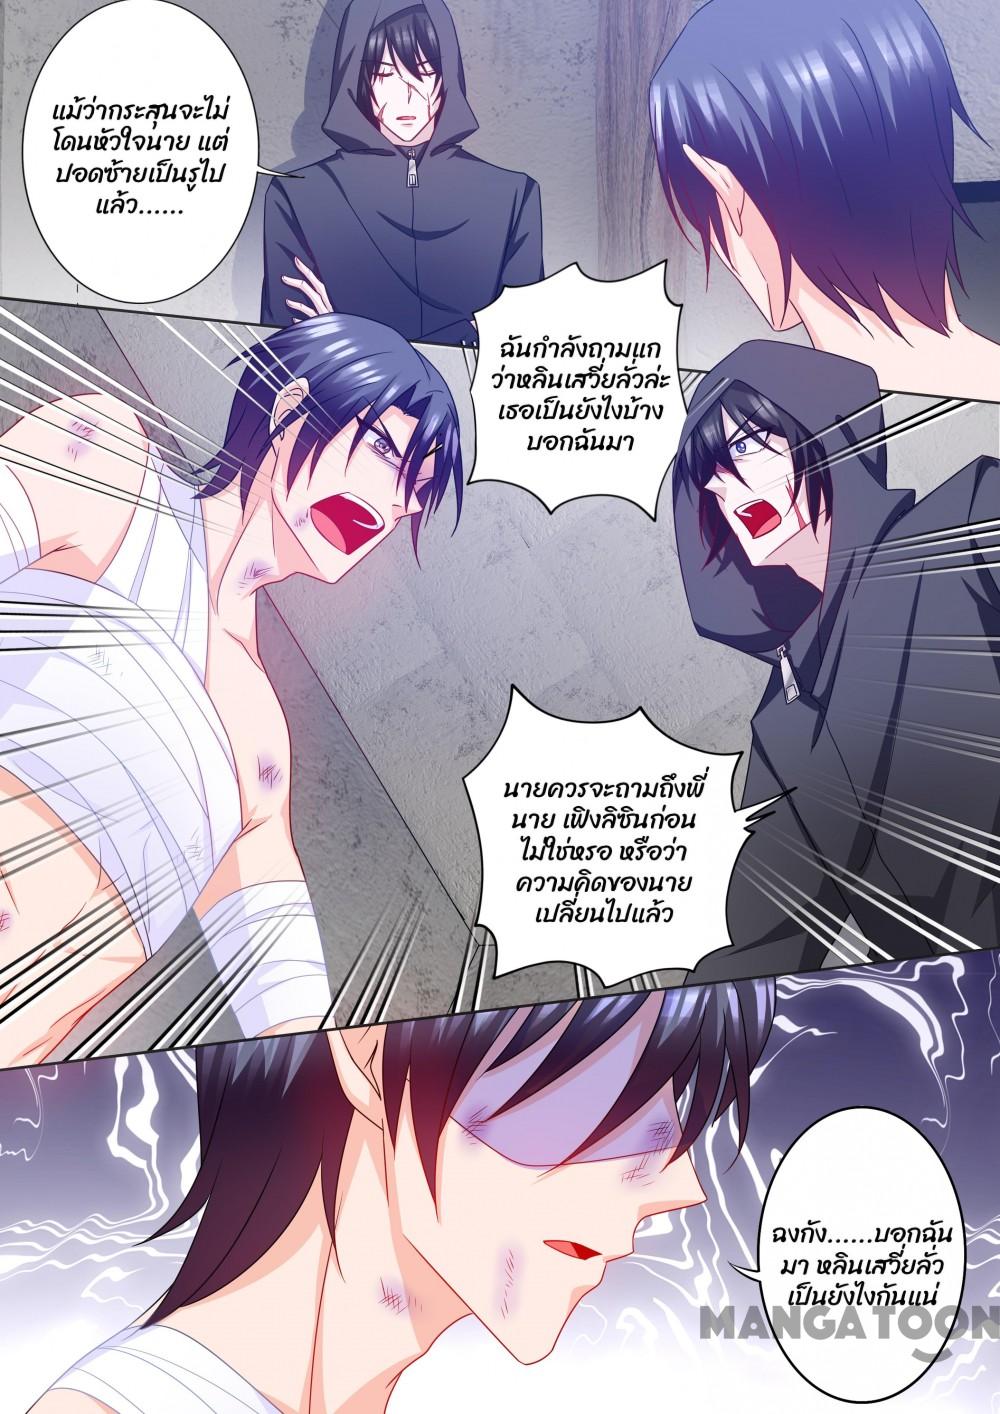 แม้ว่ากระสุนจะไม่
โดนหัวใจนาย แต่
ปอดซ้ายเป็นรูไป
แล้ว......
ฉันกำลังถามแก
ว่าหลินเสวี่ยลั่วล่ะ
เธอเป็นยังไงบ้าง
บอกฉันมา
นายควรจะถามถึงพี่
นาย เฟิงลิซินก่อน
ไม่ใช่หรอ หรือว่า
ความคิดของนาย
เปลี่ยนไปแล้ว
ฉงกัง......บอกฉัน
มา หลินเสวี่ยลั่ว
เป็นยังไงกันแน่
MANGATOON